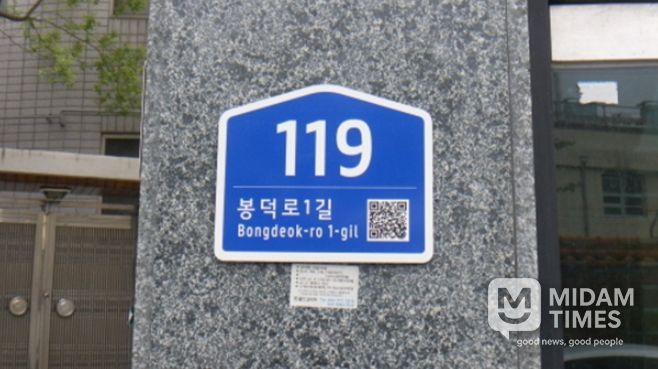 119
봉덕로1길
Bongdeok-ro 1-gil
MIDAM
TIMES
good news, good people